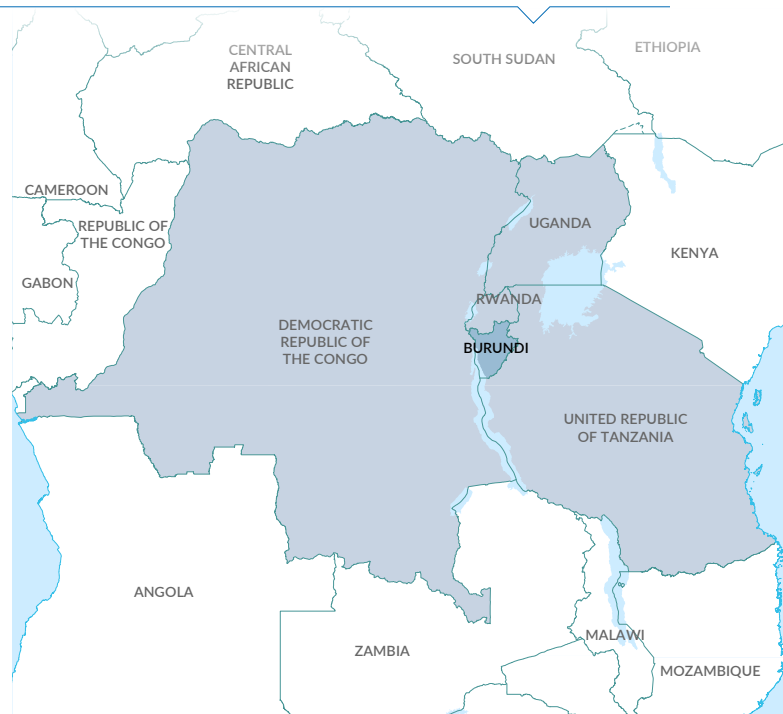 CENTRAL
AFRICAN
REPUBLIC
SOUTH SUDAN
ETHIOPIA
CAMEROON
REPUBLIC OF
THE CONGO
UGANDA
KENYA
GABON
RWANDA
DEMOCRATIC
REPUBLIC OF
THE CONGO
BURUNDI
UNITED REPUBLIC
OF TANZANIA
ANGOLA
MALAWI
ZAMBIA
MOZAMBIQUE